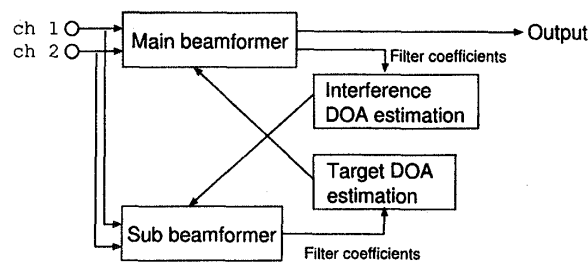 ch 1
ch 2
Main beamformer
Output
Filter coefficients
Interference
DOA estimation
Target DOA
estimation
Sub beamformer
Filter coefficients